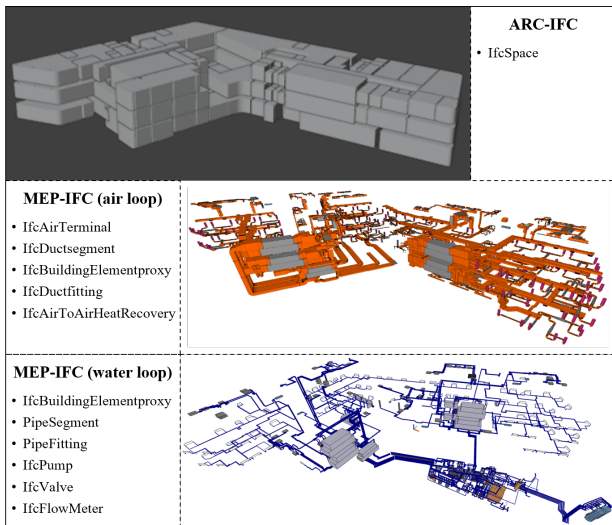 ARC-IFC
• IfcSpace
MEP-IFC (air loop)
• IfcAirTerminal
• IfcDuctsegment
• IfcBuildingElementproxy
• IfcDuctfitting
• IfcAirToAirHeatRecovery
MEP-IFC (water loop)
• IfcBuildingElementproxy
• PipeSegment
• PipeFitting
• IfcPump
• IfcValve
• IfcFlowMeter